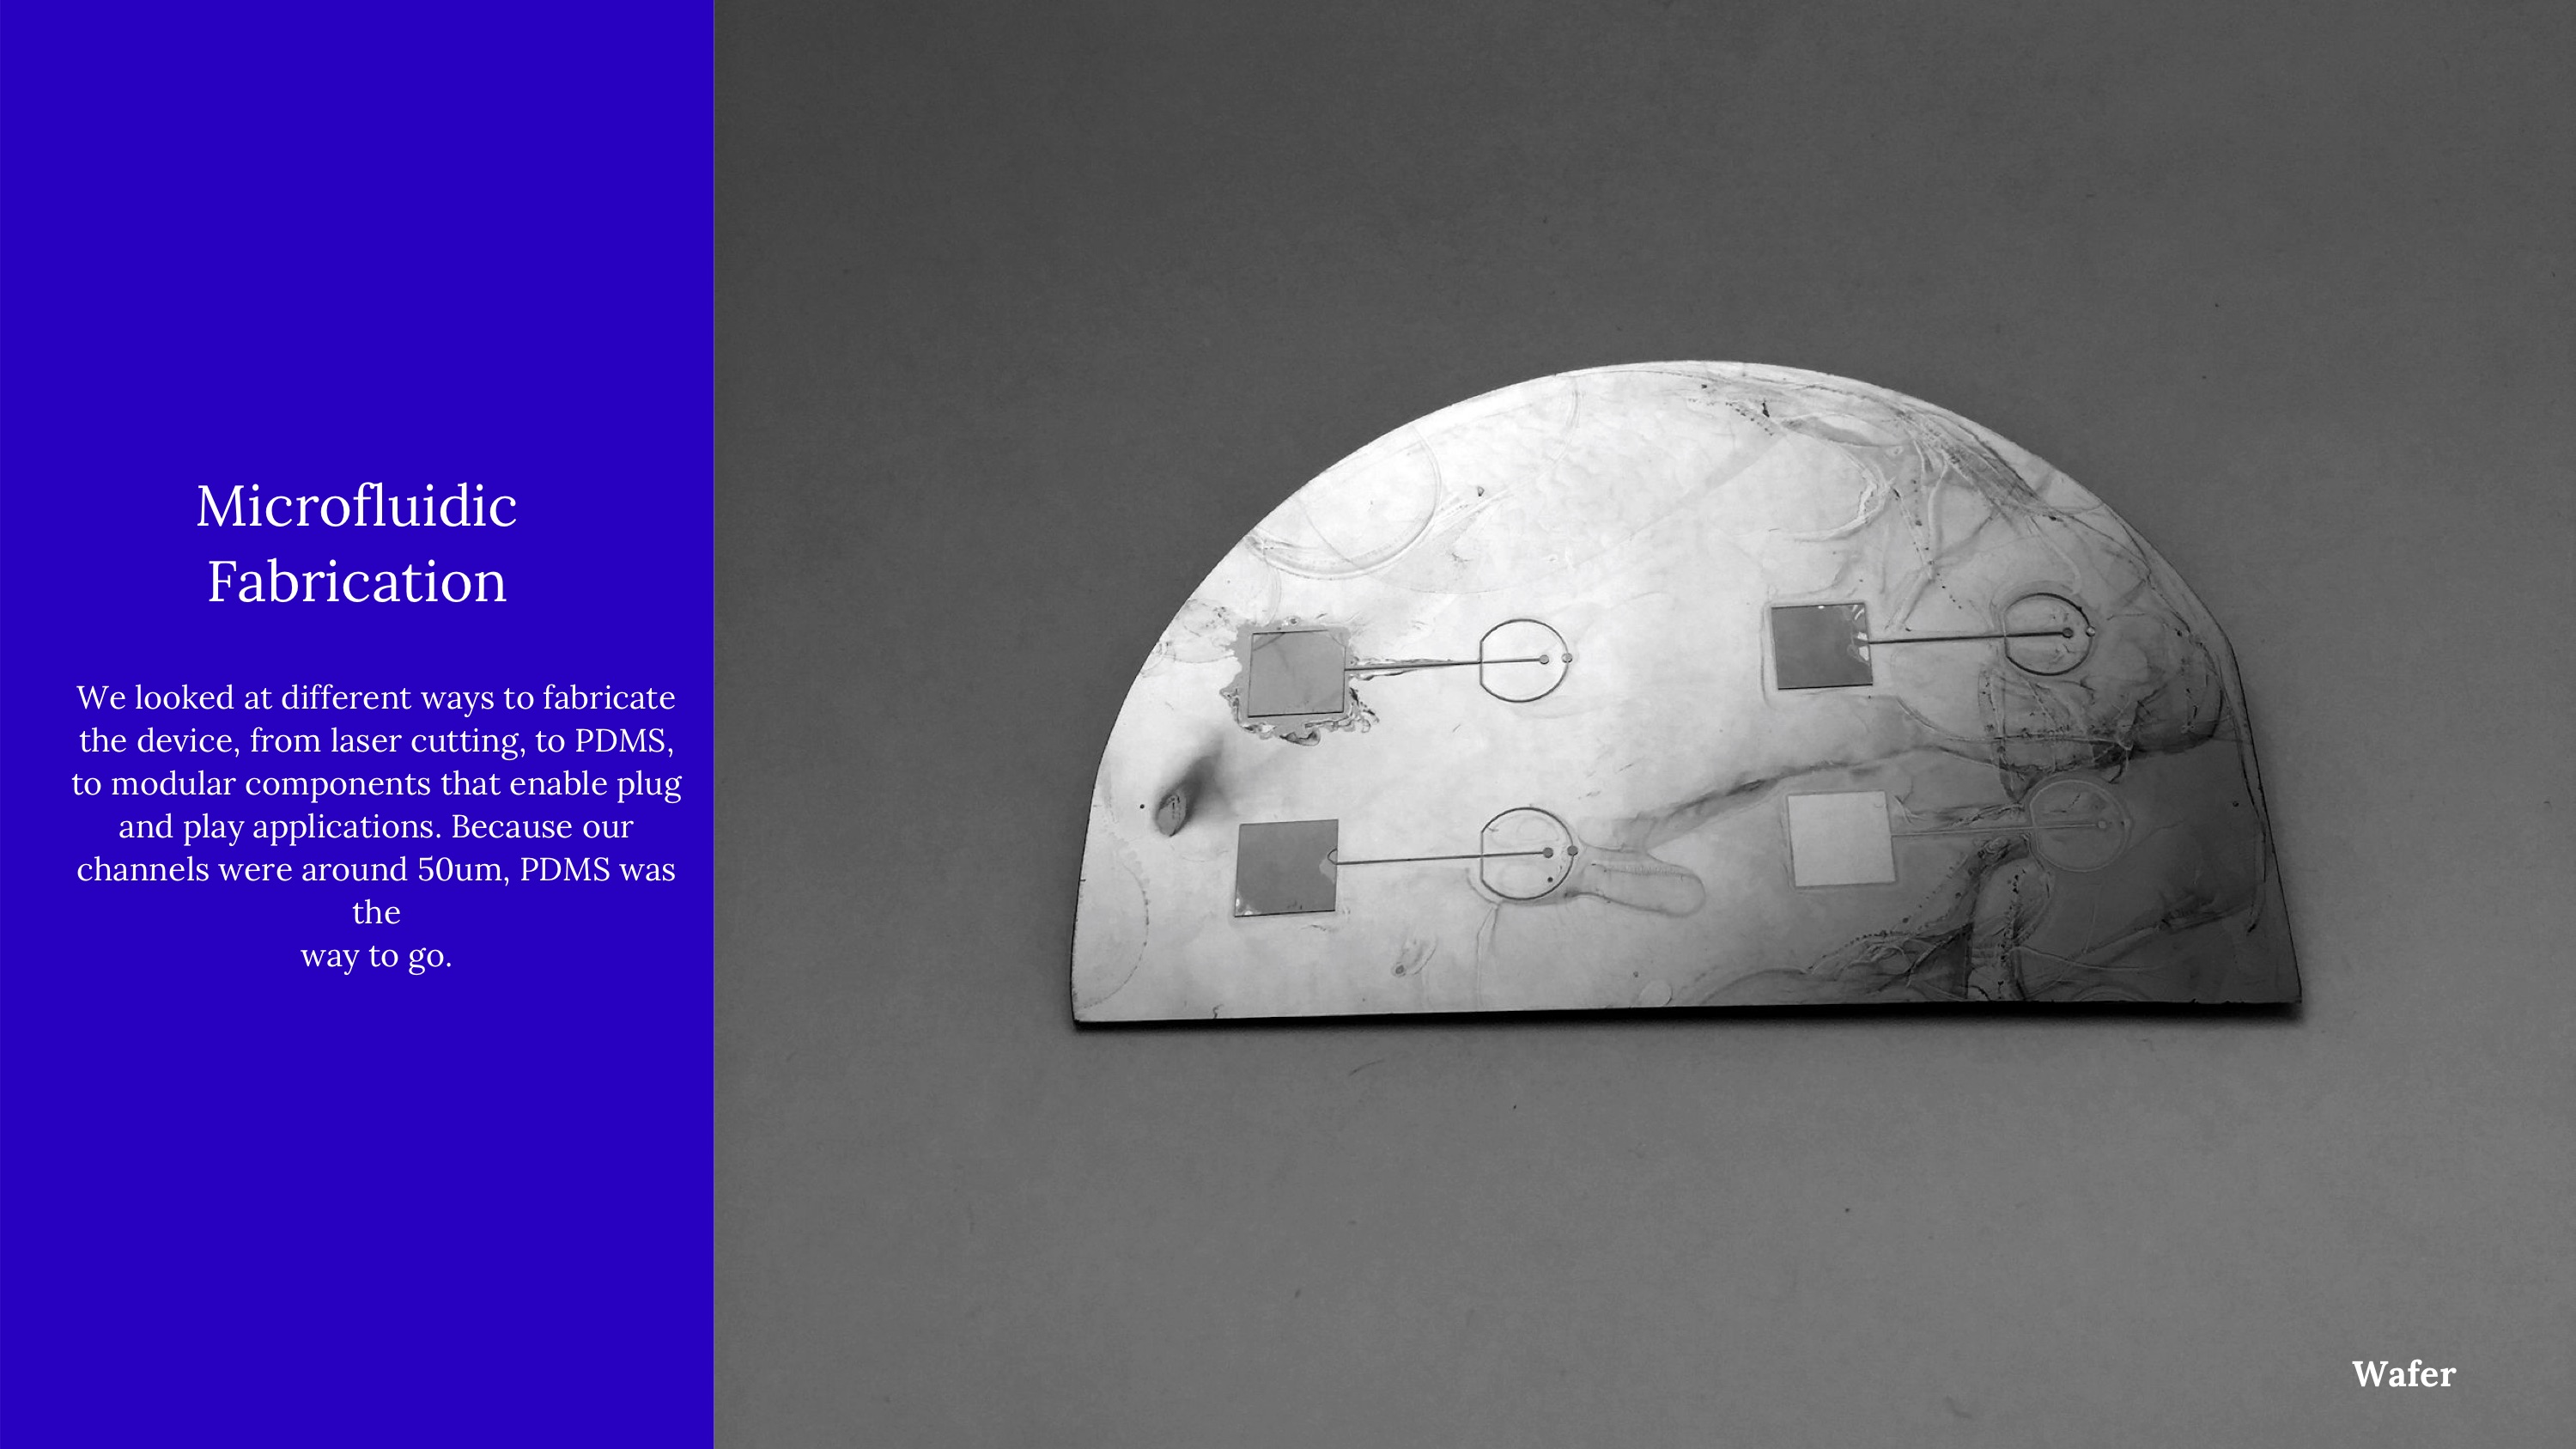 Microfluidic
Fabrication
We looked at different ways to fabricate
the device, from laser cutting, to PDMS,
to modular components that enable plug
and play applications. Because our
channels were around 50um, PDMS was
the
way to go.
Wafer